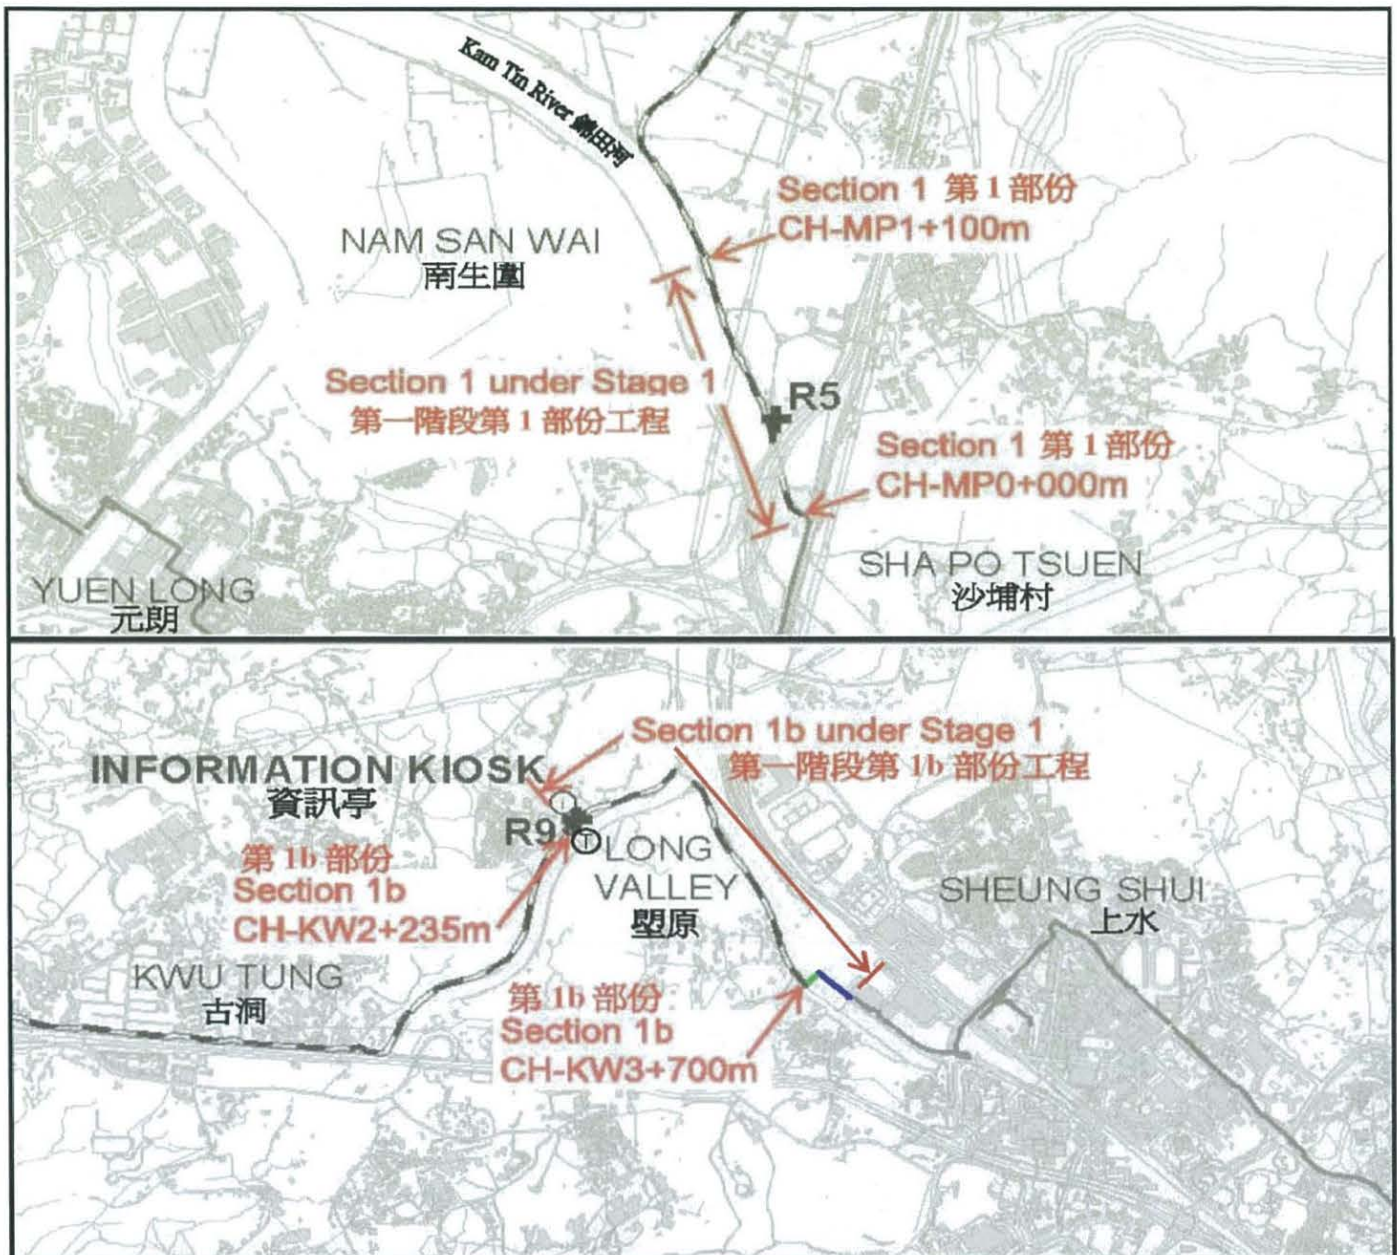 Kam Tin River 錦田河
Section 1 第 1 部份
CH-MP1+100m
NAM SAN WAI
南生圍
Section 1 under Stage 1
第一階段第 1 部份工程
R5
Section 1 第 1 部份
CH-MP0+000m
SHA PO TSUEN
沙埔村
YUEN LONG
元朗
Section 1b under Stage 1
第一階段第 1b 部份工程
INFORMATION KIOSK
資訊亭
I
R9
T
LONG
VALLEY
塱原
第 1b 部份
Section 1b
CH-KW2+235m
SHEUNG SHUI
上水
KWU TUNG
古洞
第 1b 部份
Section 1b
CH-KW3+700m